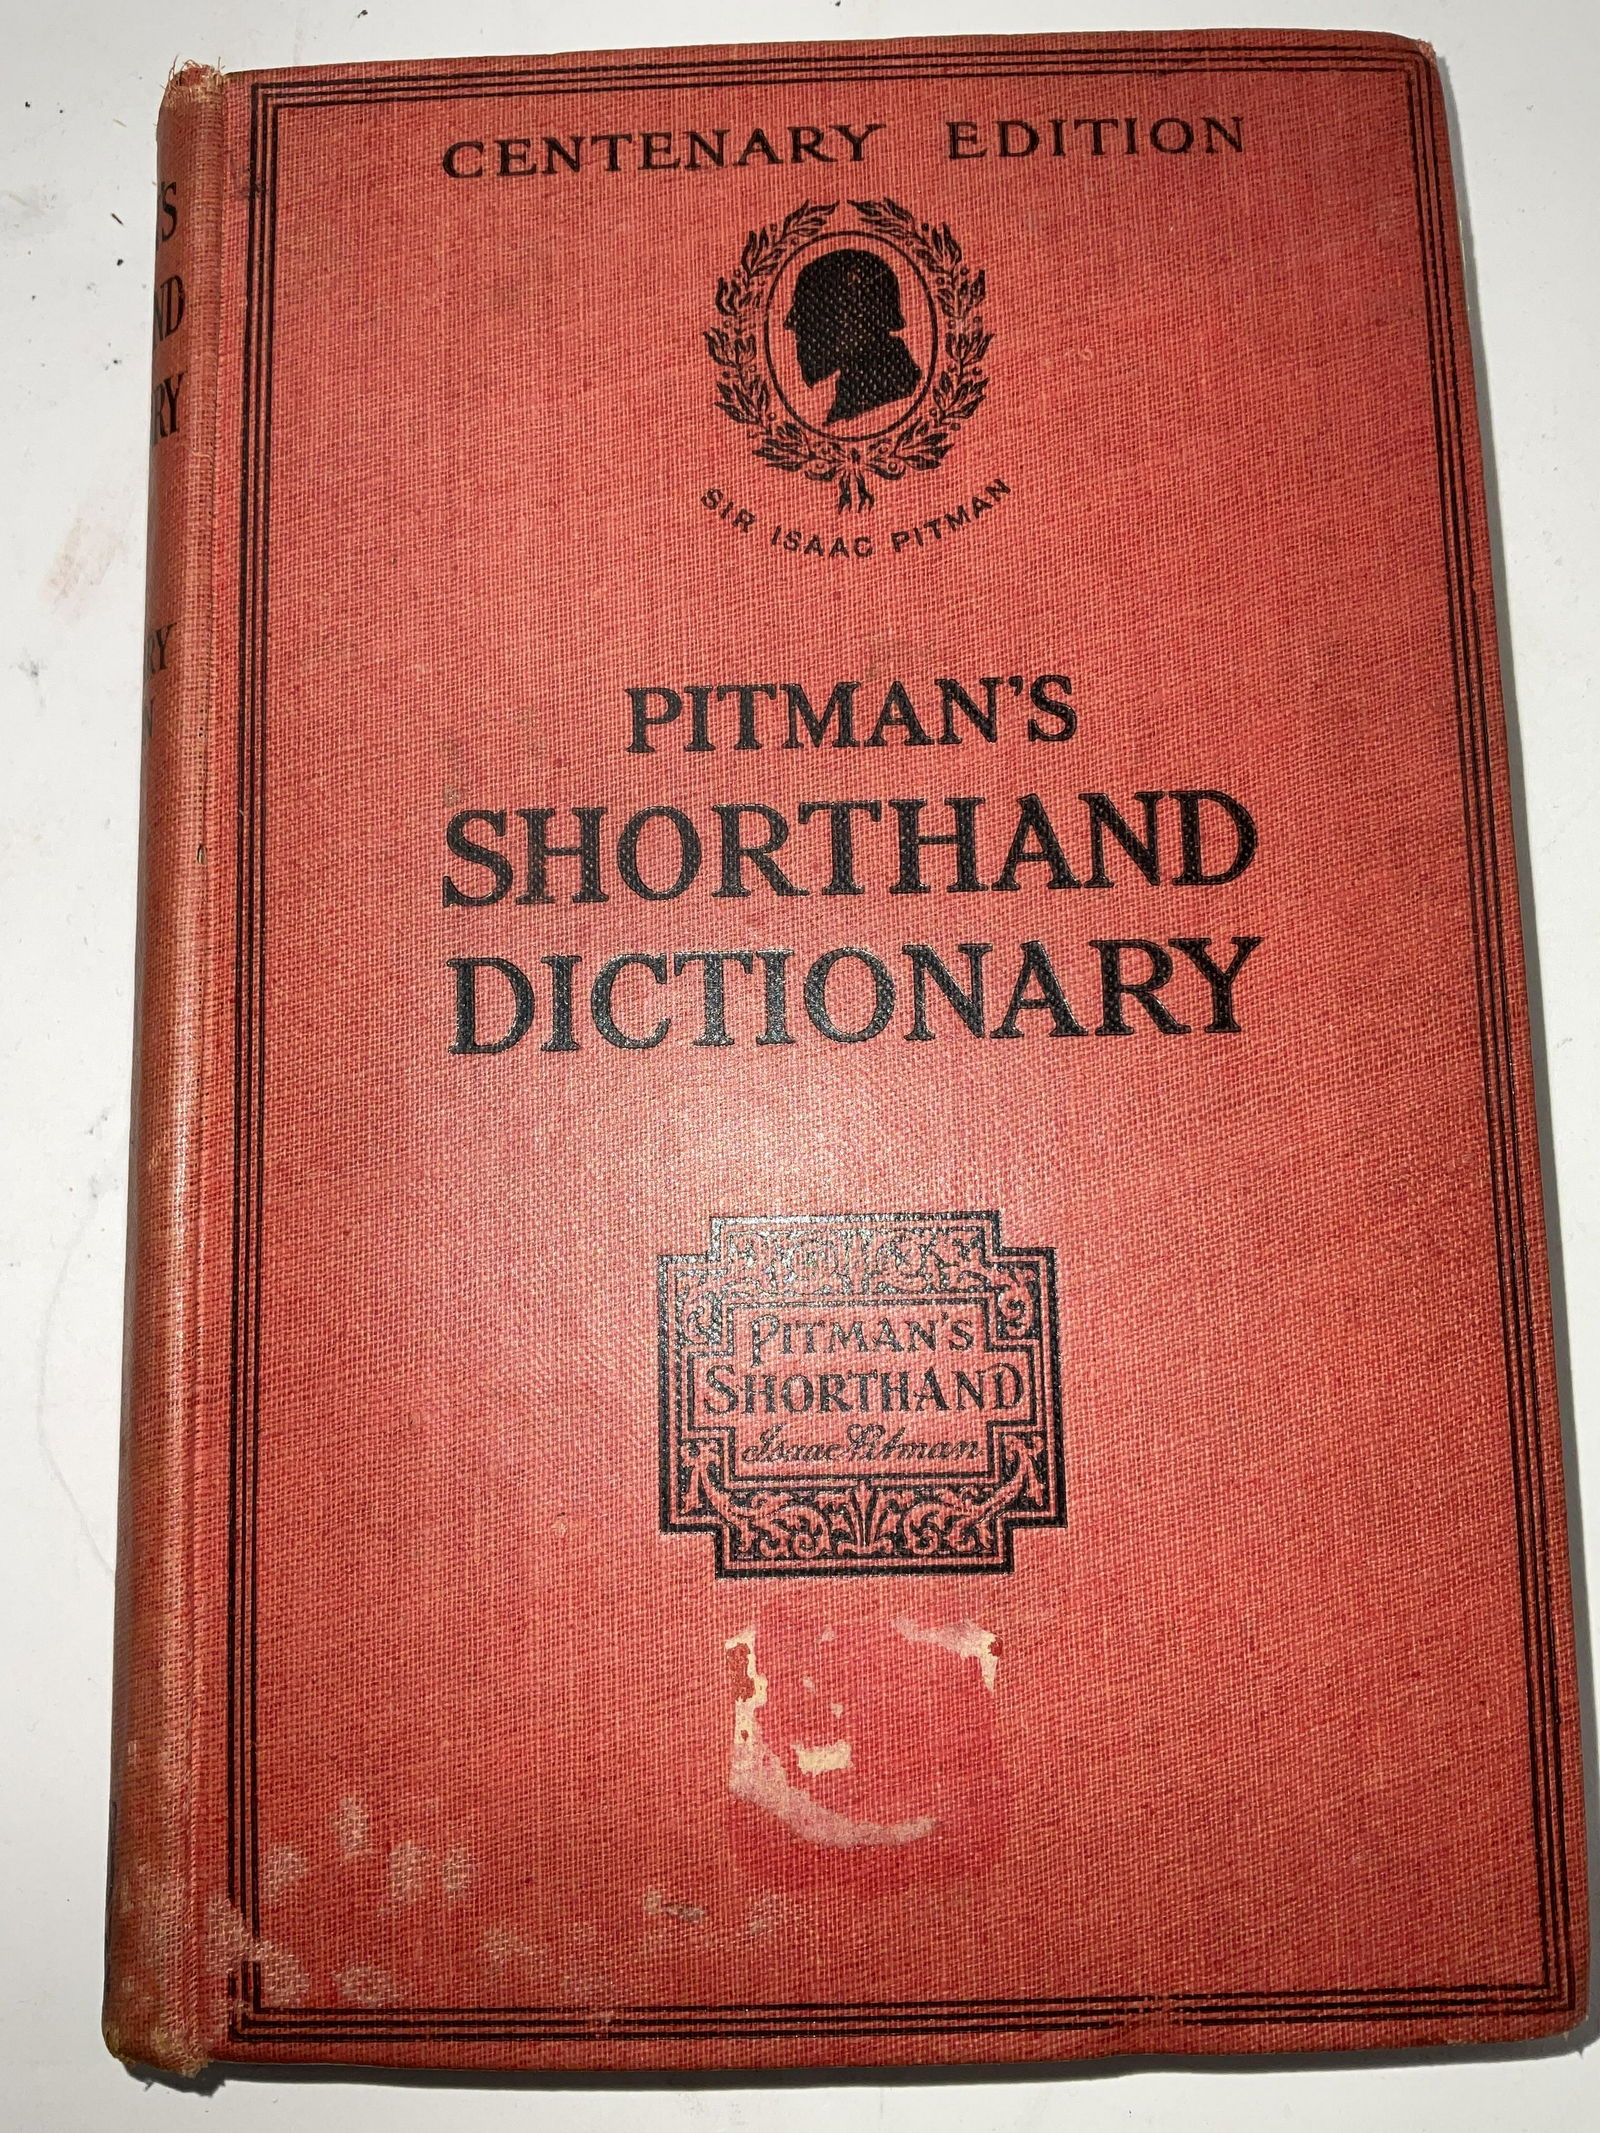 CENTENARY EDITION
SIR ISAAC PITMAN
PITMAN'S
SHORTHAND
DICTIONARY
PITMAN'S
SHORTHAND
Isaac Pitman